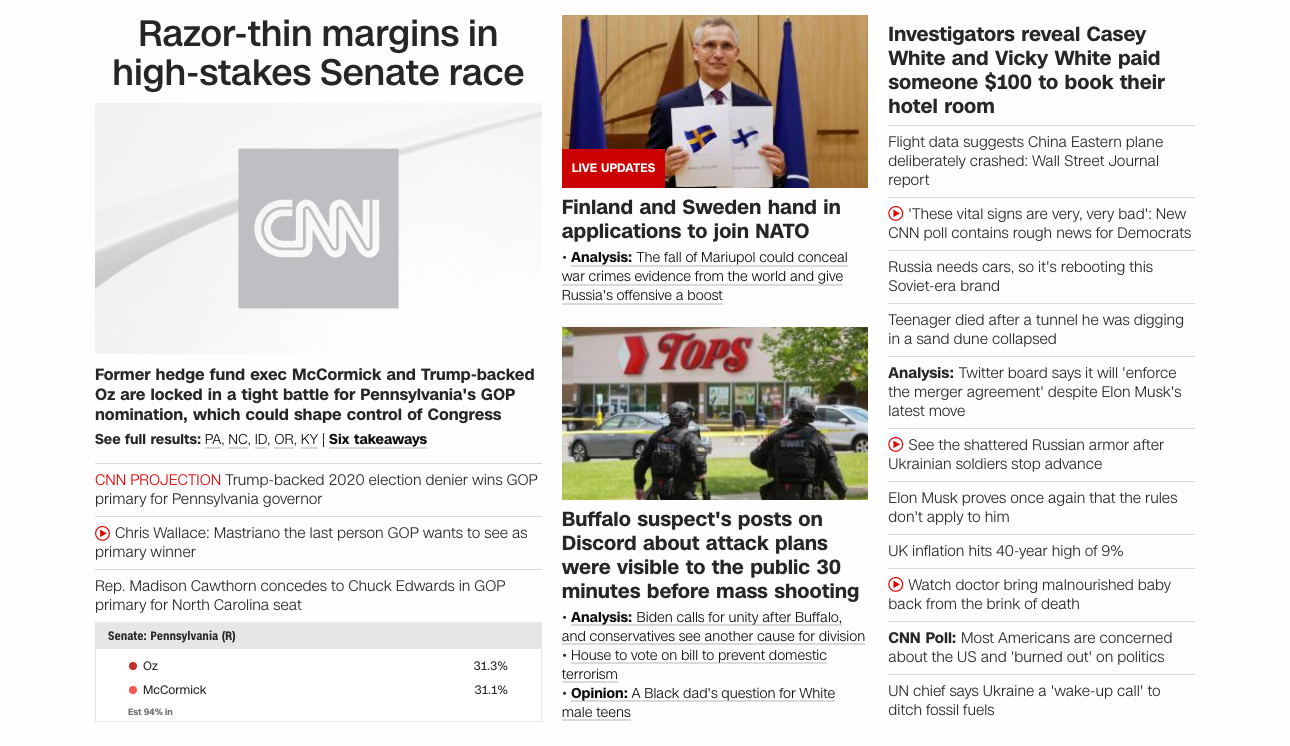 Razor-thin margins in
high-stakes Senate race
CNN
Former hedge fund exec McCormick and Trump-backed
Oz are locked in a tight battle for Pennsylvania's GOP
nomination, which could shape control of Congress
See full results: PA, NC, ID, OR, KY | Six takeaways
CNN PROJECTION Trump-backed 2020 election denier wins GOP
primary for Pennsylvania governor
Chris Wallace: Mastriano the last person GOP wants to see as
primary winner
Rep. Madison Cawthorn concedes to Chuck Edwards in GOP
primary for North Carolina seat
Senate: Pennsylvania (R)
Oz 31.3%
McCormick 31.1%
Est 94% in
LIVE UPDATES
Finland and Sweden hand in
applications to join NATO
• Analysis: The fall of Mariupol could conceal
war crimes evidence from the world and give
Russia's offensive a boost
TOPS
SWAT
SWAT
Buffalo suspect's posts on
Discord about attack plans
were visible to the public 30
minutes before mass shooting
• Analysis: Biden calls for unity after Buffalo,
and conservatives see another cause for division
• House to vote on bill to prevent domestic
terrorism
• Opinion: A Black dad's question for White
male teens
Investigators reveal Casey
White and Vicky White paid
someone $100 to book their
hotel room
Flight data suggests China Eastern plane
deliberately crashed: Wall Street Journal
report
'These vital signs are very, very bad': New
CNN poll contains rough news for Democrats
Russia needs cars, so it's rebooting this
Soviet-era brand
Teenager died after a tunnel he was digging
in a sand dune collapsed
Analysis: Twitter board says it will 'enforce
the merger agreement' despite Elon Musk's
latest move
See the shattered Russian armor after
Ukrainian soldiers stop advance
Elon Musk proves once again that the rules
don't apply to him
UK inflation hits 40-year high of 9%
Watch doctor bring malnourished baby
back from the brink of death
CNN Poll: Most Americans are concerned
about the US and 'burned out' on politics
UN chief says Ukraine a 'wake-up call' to
ditch fossil fuels